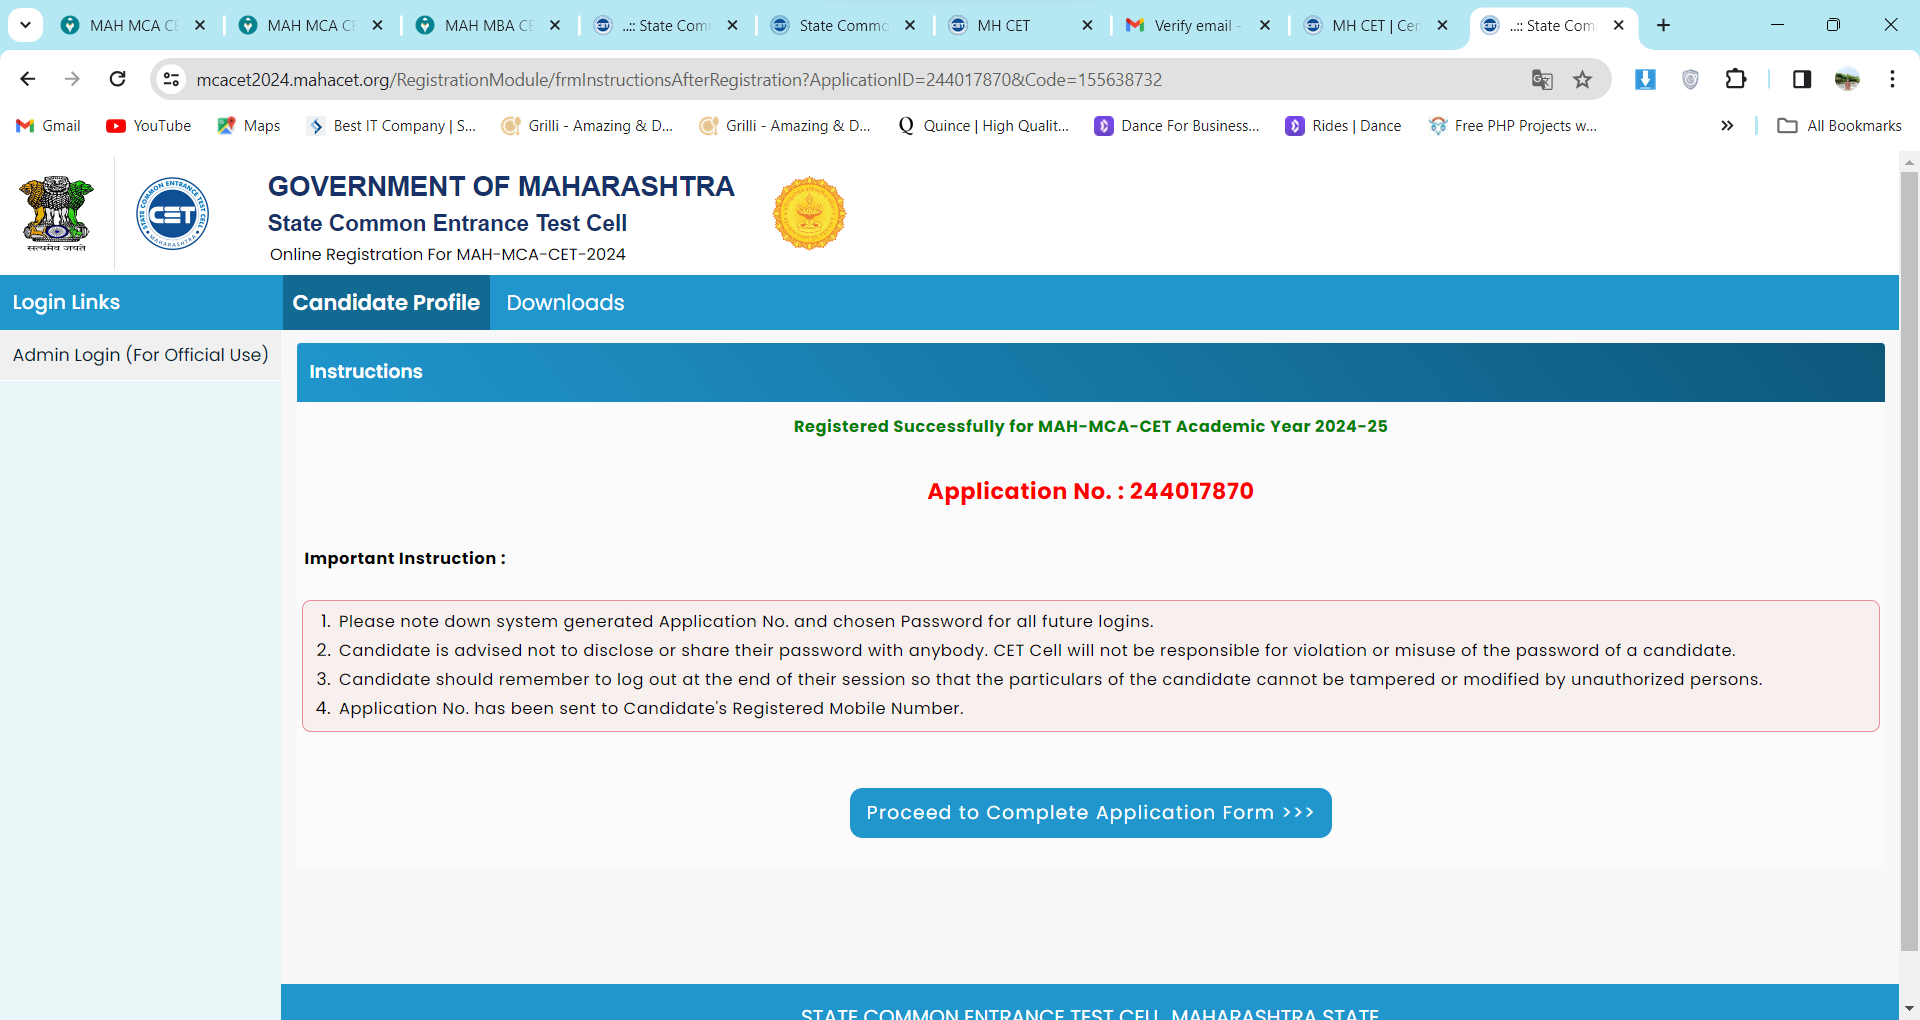 MAH MCA CE
MAH MCA CE
MAH MBA CE
..:: State Com
State Commo
MH CET
Verify email -
MH CET | Cer
..:: State Com
mcacet2024.mahacet.org/RegistrationModule/frmInstructionsAfterRegistration?ApplicationID=244017870&Code=155638732
Gmail
YouTube
Maps
Best IT Company | S...
Grilli - Amazing & D...
Grilli - Amazing & D...
Quince | High Qualit...
Dance For Business...
Rides | Dance
Free PHP Projects w...
All Bookmarks
सत्यमेव जयते
STATE COMMON ENTRANCE TEST CELL
CET
MAHARASHTRA
GOVERNMENT OF MAHARASHTRA
State Common Entrance Test Cell
Online Registration For MAH-MCA-CET-2024
Login Links
Candidate Profile
Downloads
Admin Login (For Official Use)
Instructions
Registered Successfully for MAH-MCA-CET Academic Year 2024-25
Application No. : 244017870
Important Instruction :
1. Please note down system generated Application No. and chosen Password for all future logins.
2. Candidate is advised not to disclose or share their password with anybody. CET Cell will not be responsible for violation or misuse of the password of a candidate.
3. Candidate should remember to log out at the end of their session so that the particulars of the candidate cannot be tampered or modified by unauthorized persons.
4. Application No. has been sent to Candidate's Registered Mobile Number.
Proceed to Complete Application Form >>>
STATE COMMON ENTRANCE TEST CELL, MAHARASHTRA STATE